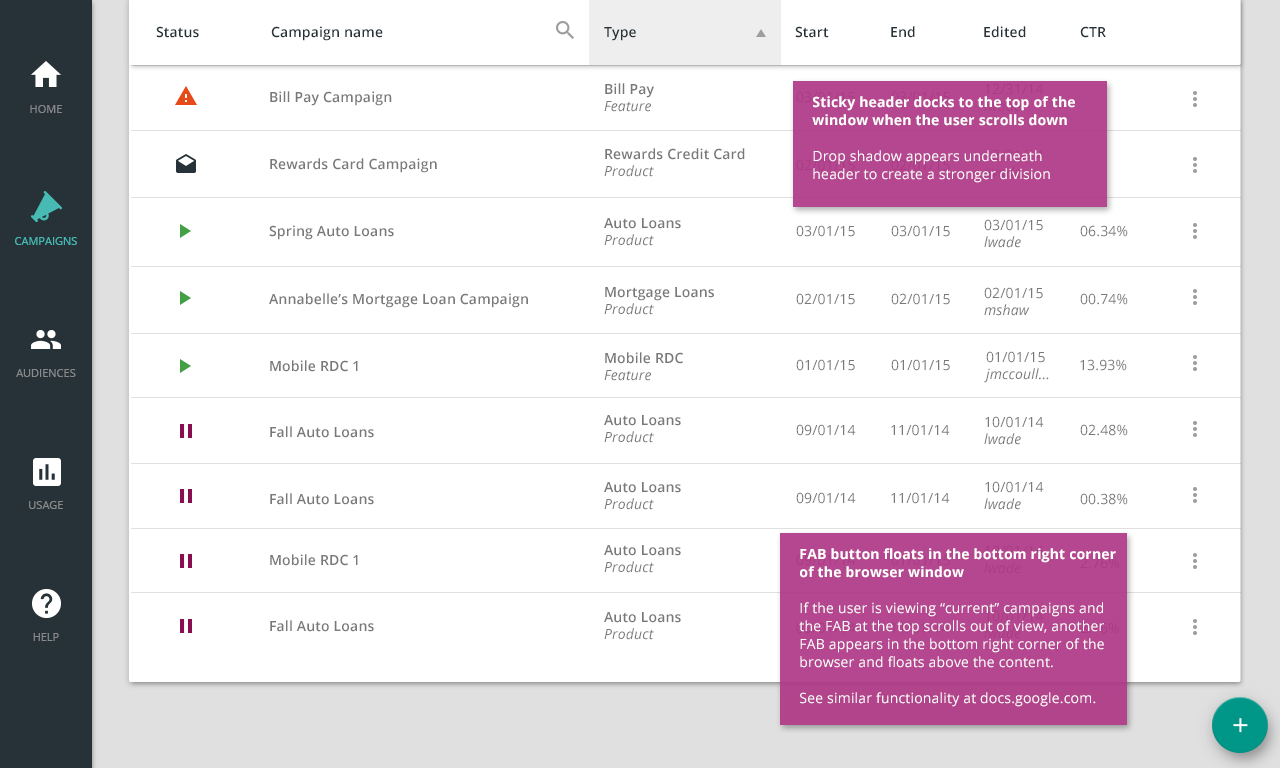 HOME
CAMPAIGNS
AUDIENCES
USAGE
HELP
Status Campaign name Type Start End Edited CTR
Bill Pay Campaign Bill Pay
Feature
12/31/14
Sticky header docks to the top of the
window when the user scrolls down
Drop shadow appears underneath
header to create a stronger division
Rewards Card Campaign Rewards Credit Card
Product
Spring Auto Loans Auto Loans 03/01/15 03/01/15 03/01/15 06.34%
Product lwade
Annabelle’s Mortgage Loan Campaign Mortgage Loans 02/01/15 02/01/15 02/01/15 00.74%
Product mshaw
Mobile RDC 1 Mobile RDC 01/01/15 01/01/15 01/01/15 13.93%
Feature jmccoull...
Fall Auto Loans Auto Loans 09/01/14 11/01/14 10/01/14 02.48%
Product lwade
Fall Auto Loans Auto Loans 09/01/14 11/01/14 10/01/14 00.38%
Product lwade
Mobile RDC 1 Auto Loans
Product lwade
Fall Auto Loans Auto Loans
Product
FAB button floats in the bottom right corner
of the browser window
If the user is viewing “current” campaigns and
the FAB at the top scrolls out of view, another
FAB appears in the bottom right corner of the
browser and floats above the content.
See similar functionality at docs.google.com.
+